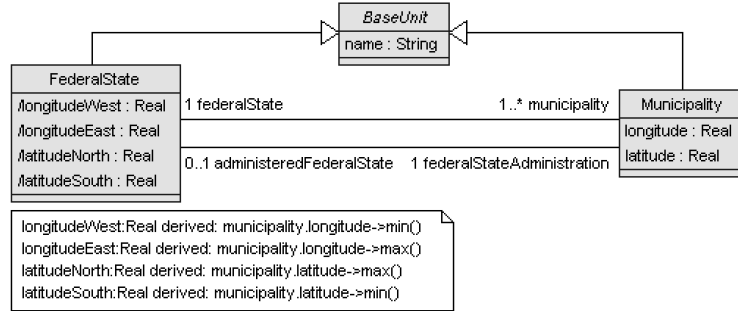 BaseUnit
name : String
FederalState
/longitudeWest : Real
/longitudeEast : Real
/latitudeNorth : Real
/latitudeSouth : Real
1 federalState
1..* municipality
0..1 administeredFederalState
1 federalStateAdministration
Municipality
longitude : Real
latitude : Real
longitudeWest:Real derived: municipality.longitude->min()
longitudeEast:Real derived: municipality.longitude->max()
latitudeNorth:Real derived: municipality.latitude->max()
latitudeSouth:Real derived: municipality.latitude->min()